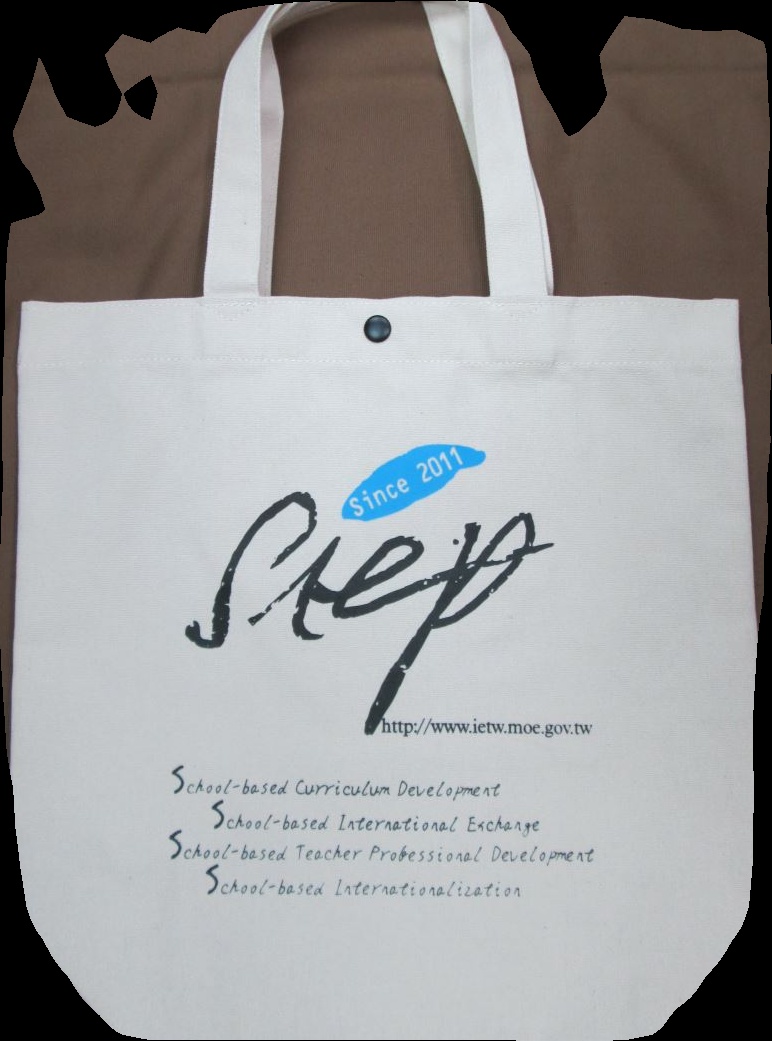 Since 2011
Step
http://www.ietw.moe.gov.tw
School-based Curriculum Development
School-based International Exchange
School-based Teacher Professional Development
School-based Internationalization